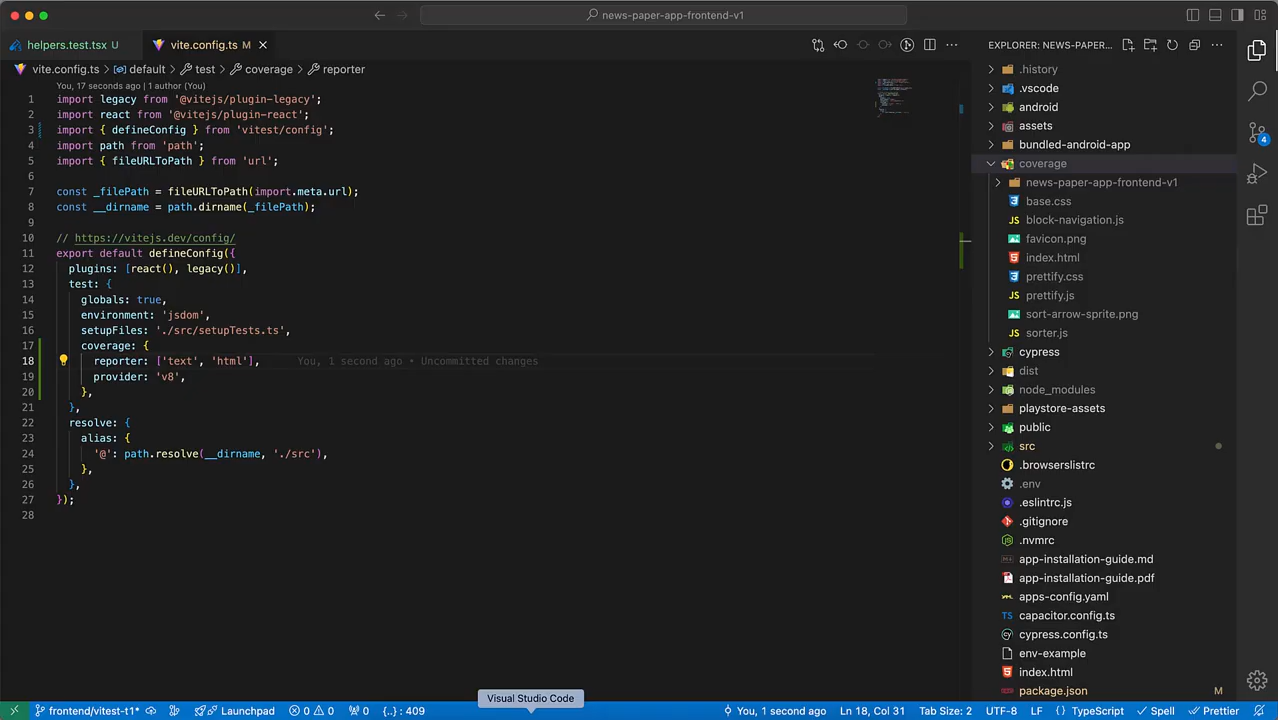 news-paper-app-frontend-v1
helpers.test.tsx U
vite.config.ts M
vite.config.ts > default > test > coverage > reporter
You, 17 seconds ago | 1 author (You)
1 import legacy from '@vitejs/plugin-legacy';
2 import react from '@vitejs/plugin-react';
3 import { defineConfig } from 'vitest/config';
4 import path from 'path';
5 import { fileURLToPath } from 'url';
6
7 const _filePath = fileURLToPath(import.meta.url);
8 const __dirname = path.dirname(_filePath);
9
10 // https://vitejs.dev/config/
11 export default defineConfig({
12 plugins: [react(), legacy()],
13 test: {
14 globals: true,
15 environment: 'jsdom',
16 setupFiles: './src/setupTests.ts',
17 coverage: {
18 reporter: ['text', 'html'], You, 1 second ago • Uncommitted changes
19 provider: 'v8',
20 },
21 },
22 resolve: {
23 alias: {
24 '@': path.resolve(__dirname, './src'),
25 },
26 },
27 });
28
EXPLORER: NEWS-PAPER...
.history
.vscode
android
assets
bundled-android-app
coverage
news-paper-app-frontend-v1
base.css
JS block-navigation.js
favicon.png
index.html
prettify.css
JS prettify.js
sort-arrow-sprite.png
JS sorter.js
cypress
dist
node_modules
playstore-assets
public
src
.browserslistrc
.env
.eslintrc.js
.gitignore
.nvmrc
app-installation-guide.md
app-installation-guide.pdf
apps-config.yaml
TS capacitor.config.ts
cypress.config.ts
env-example
index.html
package.json M
4
Visual Studio Code
frontend/vitest-t1* Launchpad 0 0 0 {..} : 409 You, 1 second ago Ln 18, Col 31 Tab Size: 2 UTF-8 LF { } TypeScript Spell Prettier